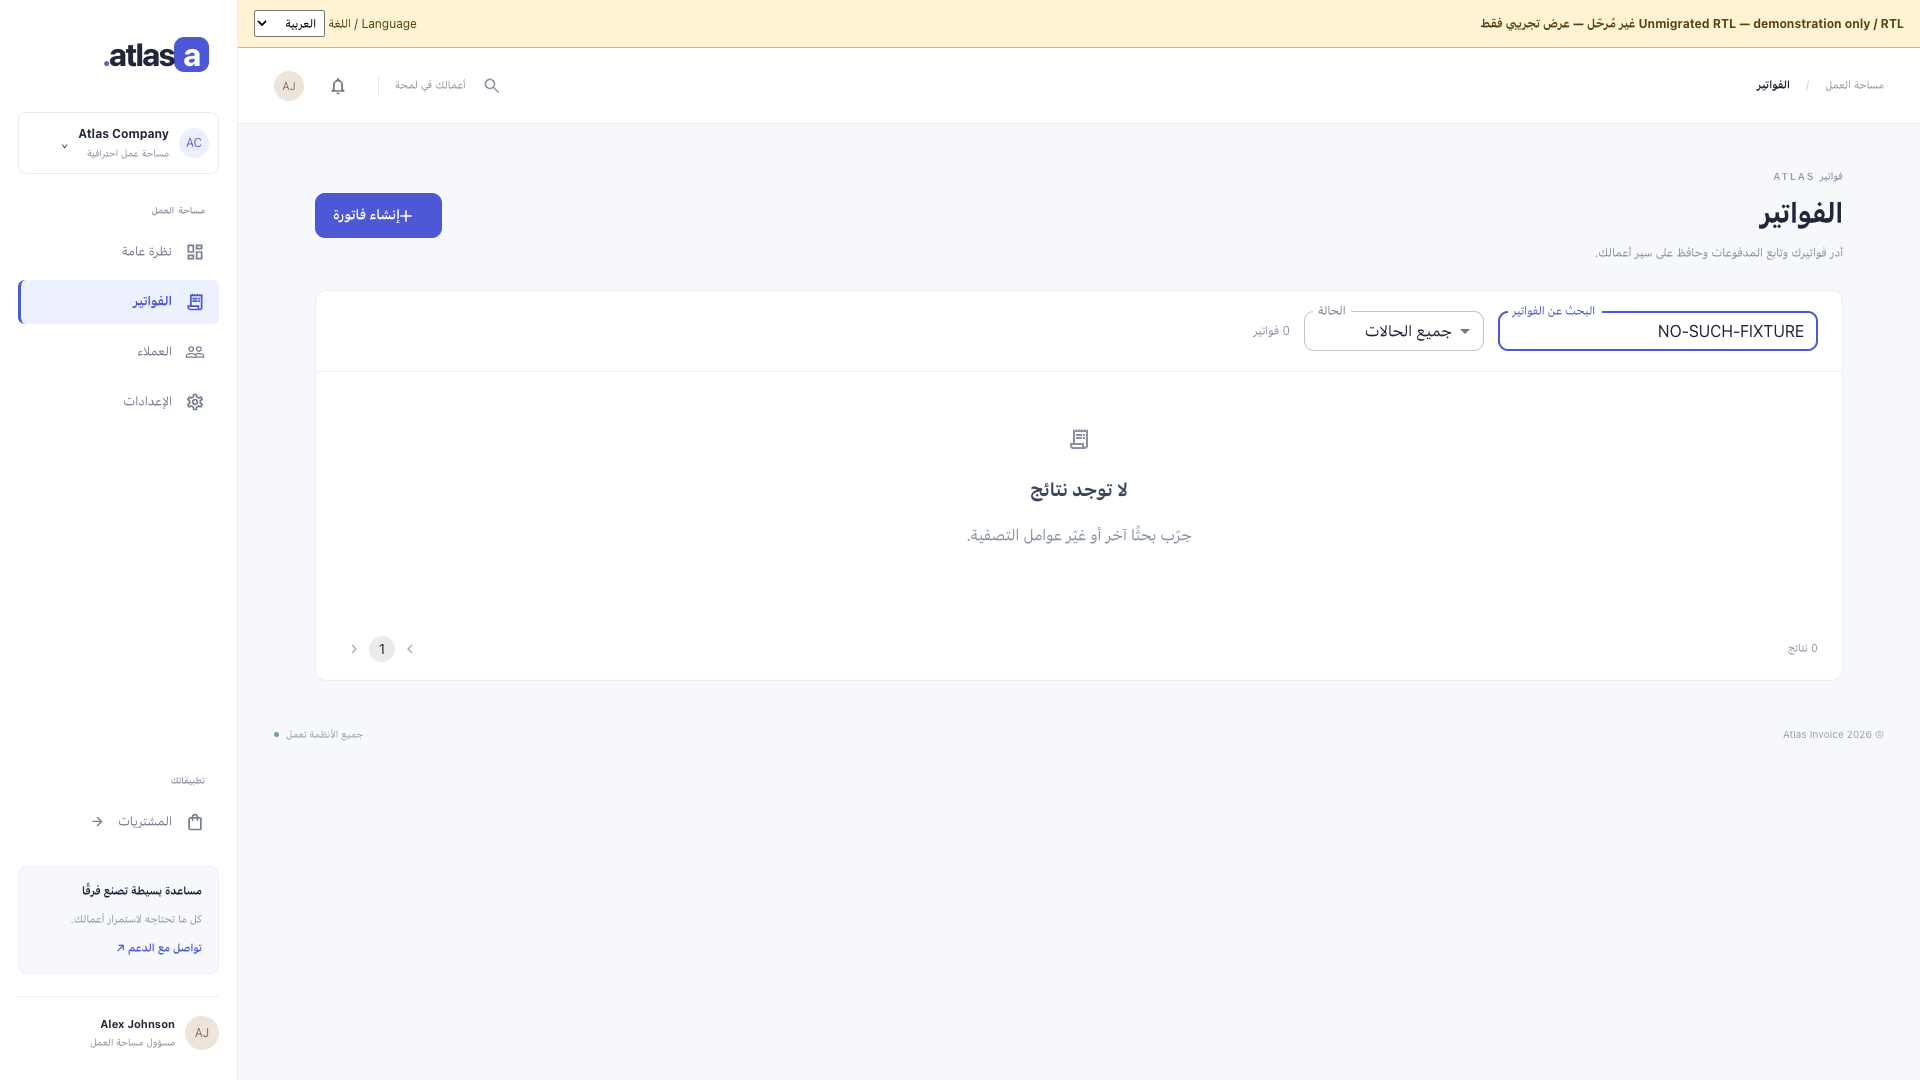 Unmigrated RTL — demonstration only / RTL غير مُرحّل — عرض تجريبي فقط
Language / اللغة
العربية
مساحة العمل / الفواتير
أعمالك في لمحة
AJ
atlas.
a
AC
Atlas Company
مساحة عمل احترافية
مساحة العمل
نظرة عامة
الفواتير
العملاء
الإعدادات
تطبيقاتك
المشتريات
مساعدة بسيطة تصنع فرقًا
كل ما تحتاجه لاستمرار أعمالك.
تواصل مع الدعم ↗
AJ
Alex Johnson
مسؤول مساحة العمل
فواتير ATLAS
الفواتير
أدر فواتيرك وتابع المدفوعات وحافظ على سير أعمالك.
إنشاء فاتورة
البحث عن الفواتير
NO-SUCH-FIXTURE
الحالة
جميع الحالات
0 فواتير
لا توجد نتائج
جرّب بحثًا آخر أو غيّر عوامل التصفية.
0 نتائج
1
© 2026 Atlas Invoice
جميع الأنظمة تعمل